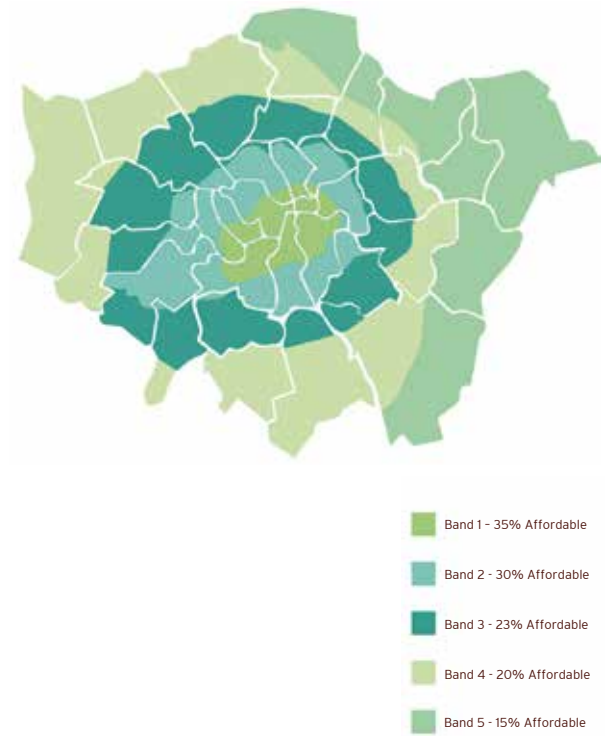 Band 1 - 35% Affordable
Band 2 - 30% Affordable
Band 3 - 23% Affordable
Band 4 - 20% Affordable
Band 5 - 15% Affordable